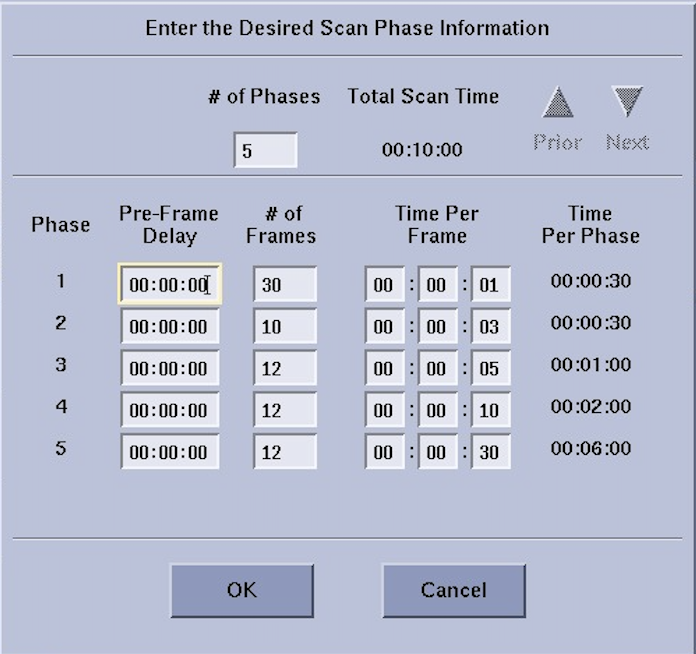 Enter the Desired Scan Phase Information
# of Phases Total Scan Time
5 00:10:00 Prior Next
Phase Pre-Frame Delay # of Frames Time Per Frame Time Per Phase
1 00:00:00 30 00 : 00 : 01 00:00:30
2 00:00:00 10 00 : 00 : 03 00:00:30
3 00:00:00 12 00 : 00 : 05 00:01:00
4 00:00:00 12 00 : 00 : 10 00:02:00
5 00:00:00 12 00 : 00 : 30 00:06:00
OK Cancel